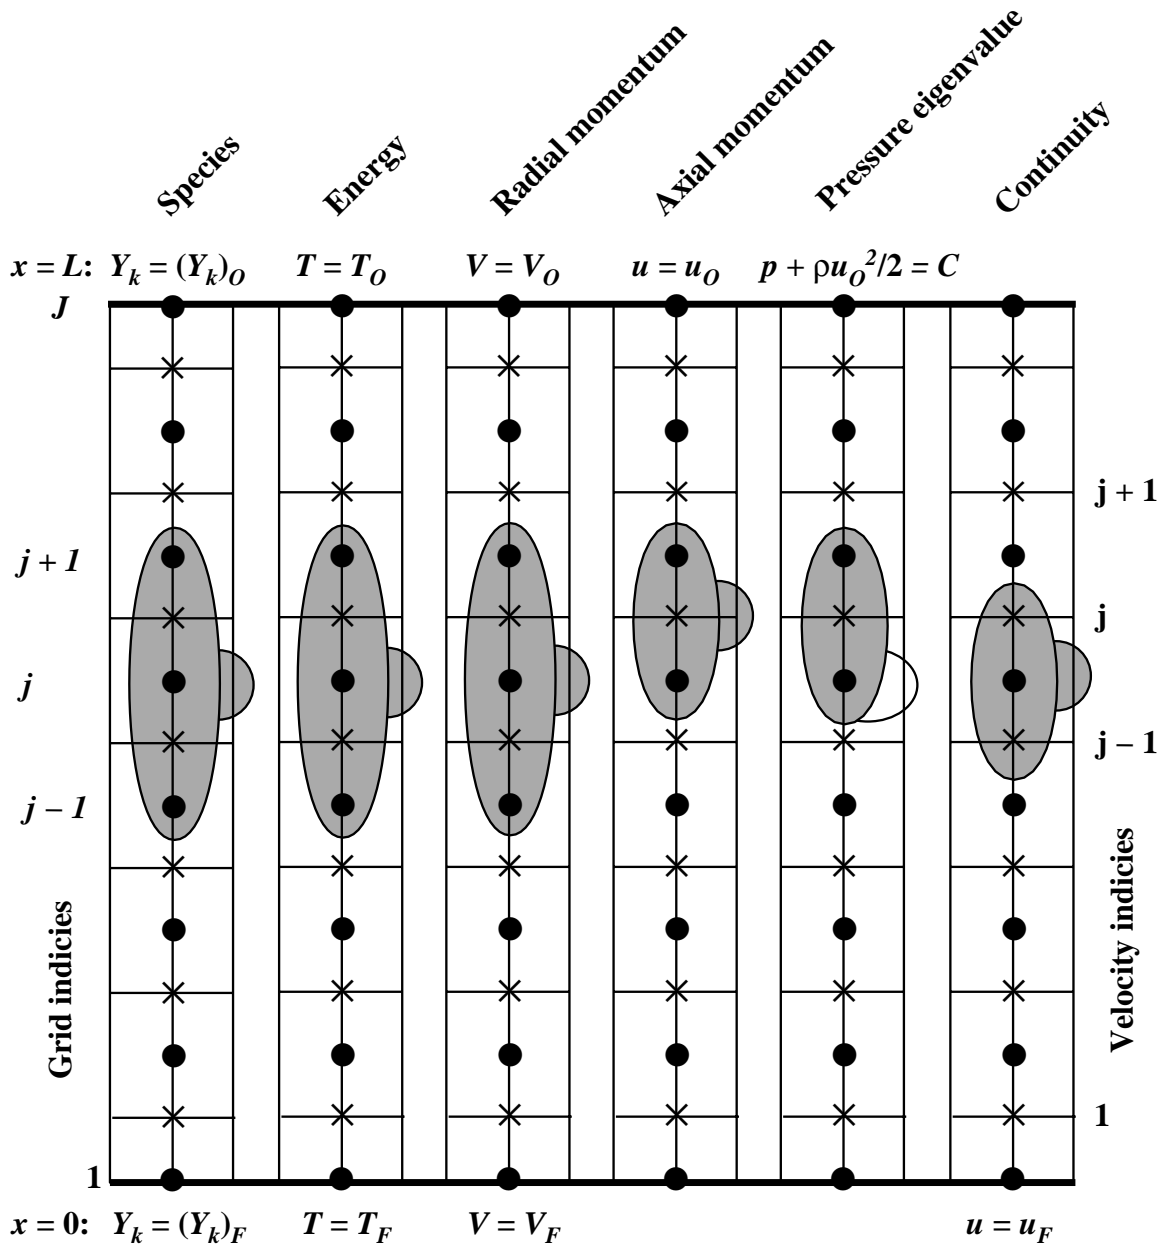 Species
Energy
Radial momentum
Axial momentum
Pressure eigenvalue
Continuity
x = L: Y_k = (Y_k)_O T = T_O V = V_O u = u_O p + ρu_O^2/2 = C
J
j + 1
j + 1
j
j
j – 1
j – 1
Grid indicies
Velocity indicies
1
1
x = 0: Y_k = (Y_k)_F T = T_F V = V_F u = u_F